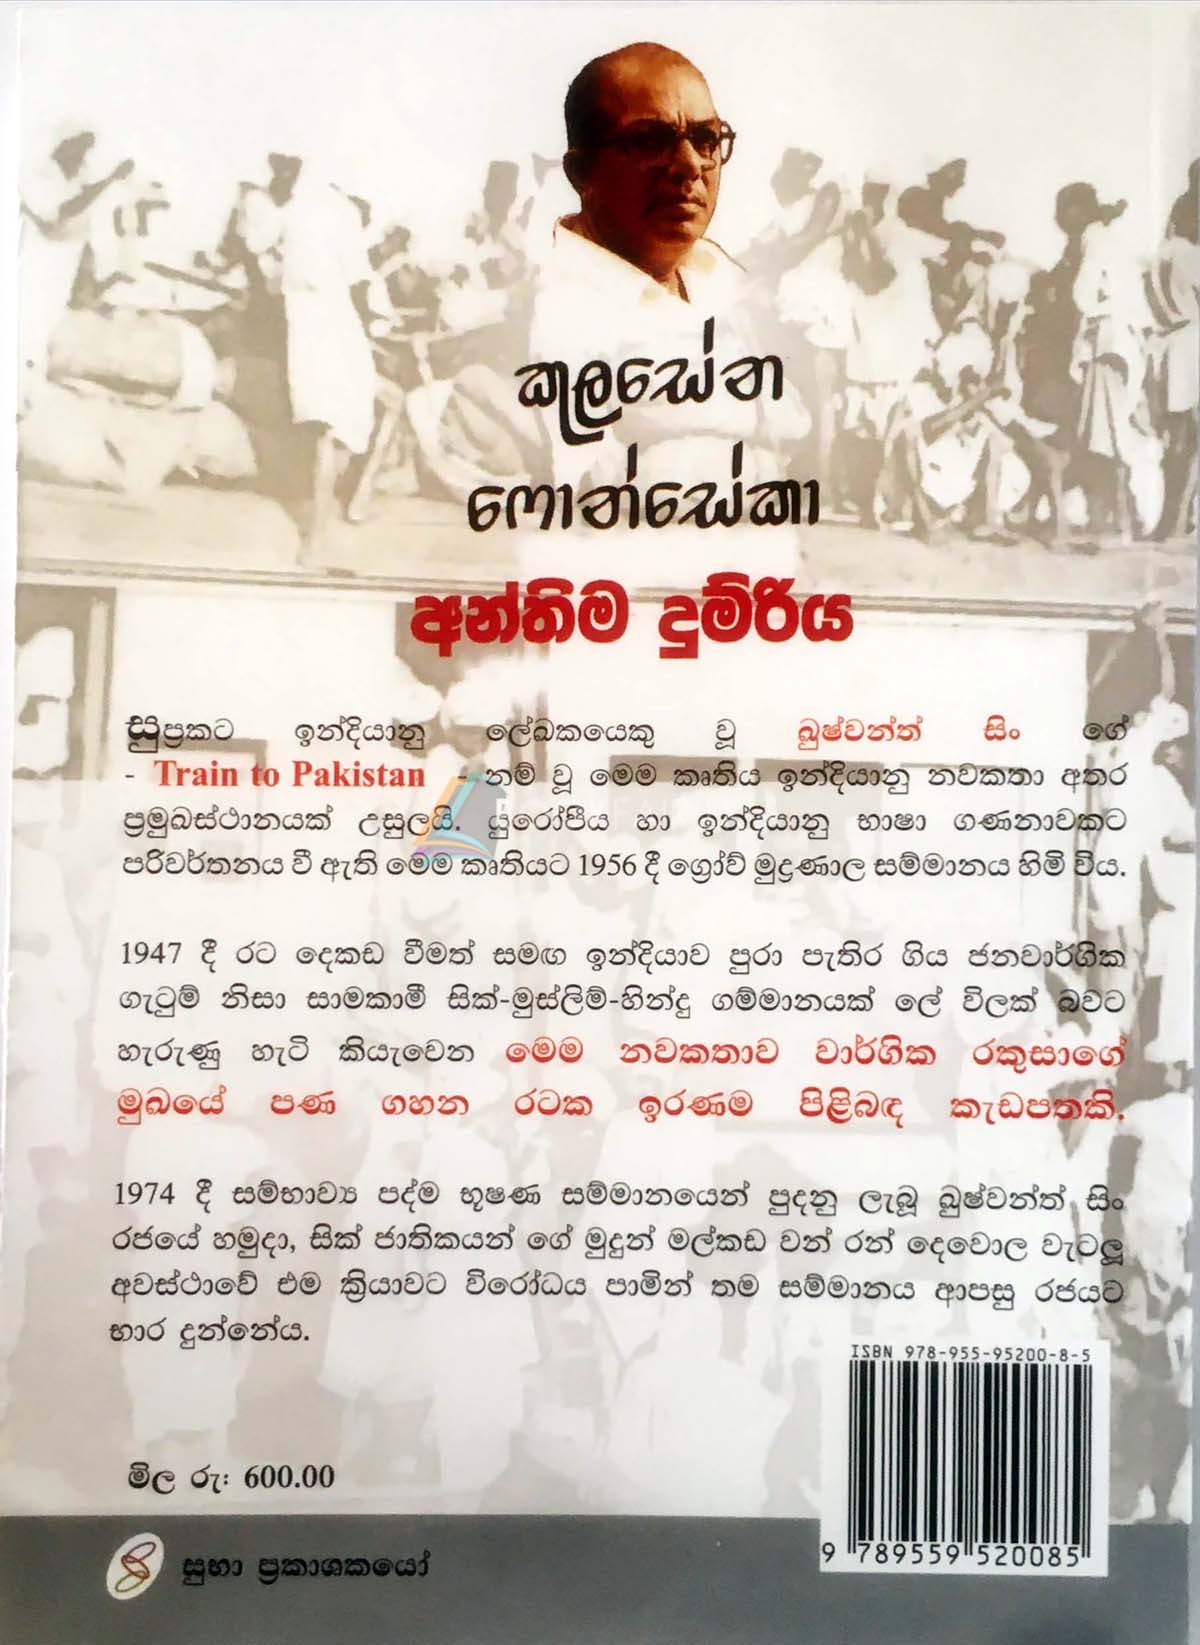 කුලසේන
ෆොන්සේකා
අන්තිම දුම්රිය
සුප්‍රකට ඉන්දියානු ලේඛකයෙකු වූ ඛුෂ්වන්ත් සිං ගේ
- Train to Pakistan - නම් වූ මෙම කෘතිය ඉන්දියානු නවකතා අතර
ප්‍රමුඛස්ථානයක් උසුලයි. යුරෝපීය හා ඉන්දියානු භාෂා ගණනාවකට
පරිවර්තනය වී ඇති මෙම කෘතියට 1956 දී ග්‍රෝව් මුද්‍රණාල සම්මානය හිමි විය.
1947 දී රට දෙකඩ වීමත් සමඟ ඉන්දියාව පුරා පැතිර ගිය ජනවාර්ගික
ගැටුම් නිසා සාමකාමී සික්-මුස්ලිම්-හින්දු ගම්මානයක් ලේ විලක් බවට
හැරුණු හැටි කියැවෙන මෙම නවකතාව වාර්ගික රකුසාගේ
මුඛයේ පණ ගහන රටක ඉරණම පිළිබඳ කැඩපතකි.
1974 දී සම්භාව්‍ය පද්ම භූෂණ සම්මානයෙන් පුදනු ලැබූ ඛුෂ්වන්ත් සිං
රජයේ හමුදා, සික් ජාතිකයන් ගේ මුදුන් මල්කඩ වන් රන් දෙවොල වැටලූ
අවස්ථාවේ එම ක්‍රියාවට විරෝධය පාමින් තම සම්මානය ආපසු රජයට
භාර දුන්නේය.
ISBN 978-955-95200-8-5
9 789559 520085
මිල රු: 600.00
සුභා ප්‍රකාශකයෝ